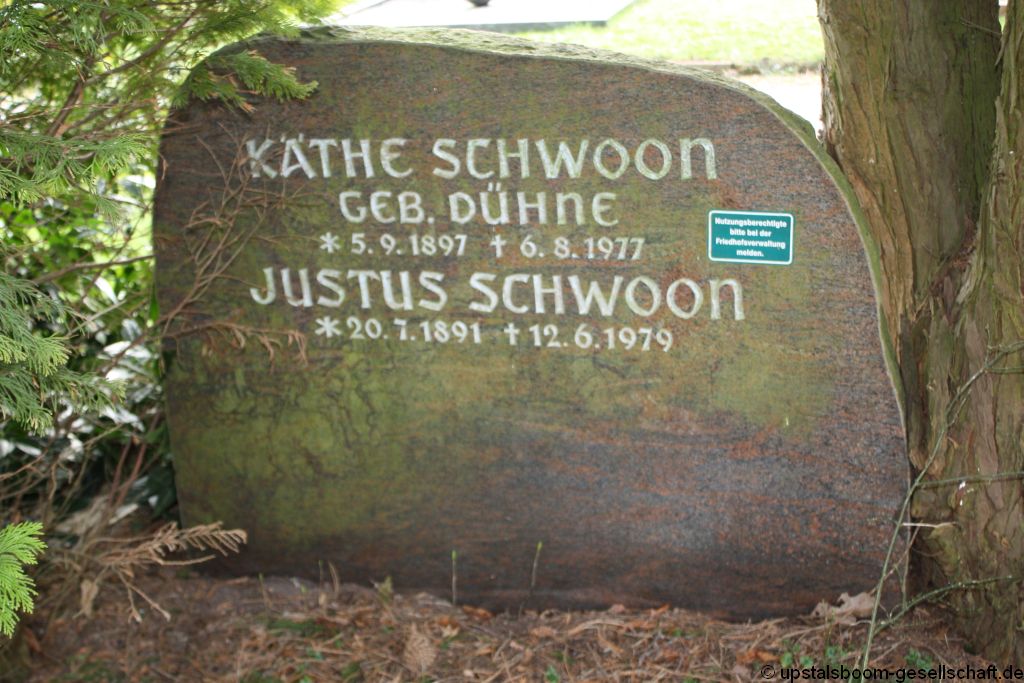 KÄTHE SCHWOON
GEB. DÜHNE
* 5.9.1897 † 6.8.1977
JUSTUS SCHWOON
* 20.7.1891 † 12.6.1979
Nutzungsberechtigte
bitte bei der
Friedhofsverwaltung
melden.
© upstalsboom-gesellschaft.de